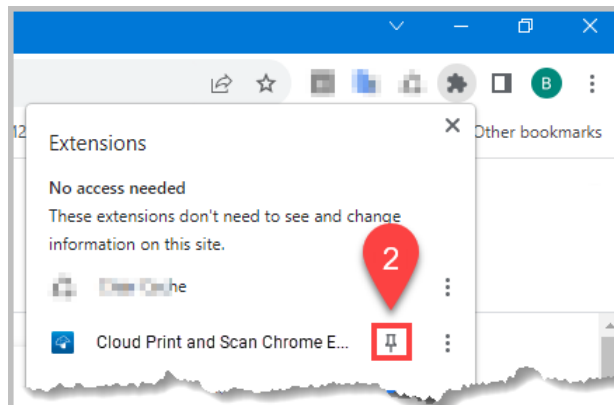 B
12
Other bookmarks
Extensions
No access needed
These extensions don't need to see and change
information on this site.
2
Cloud Print and Scan Chrome E...